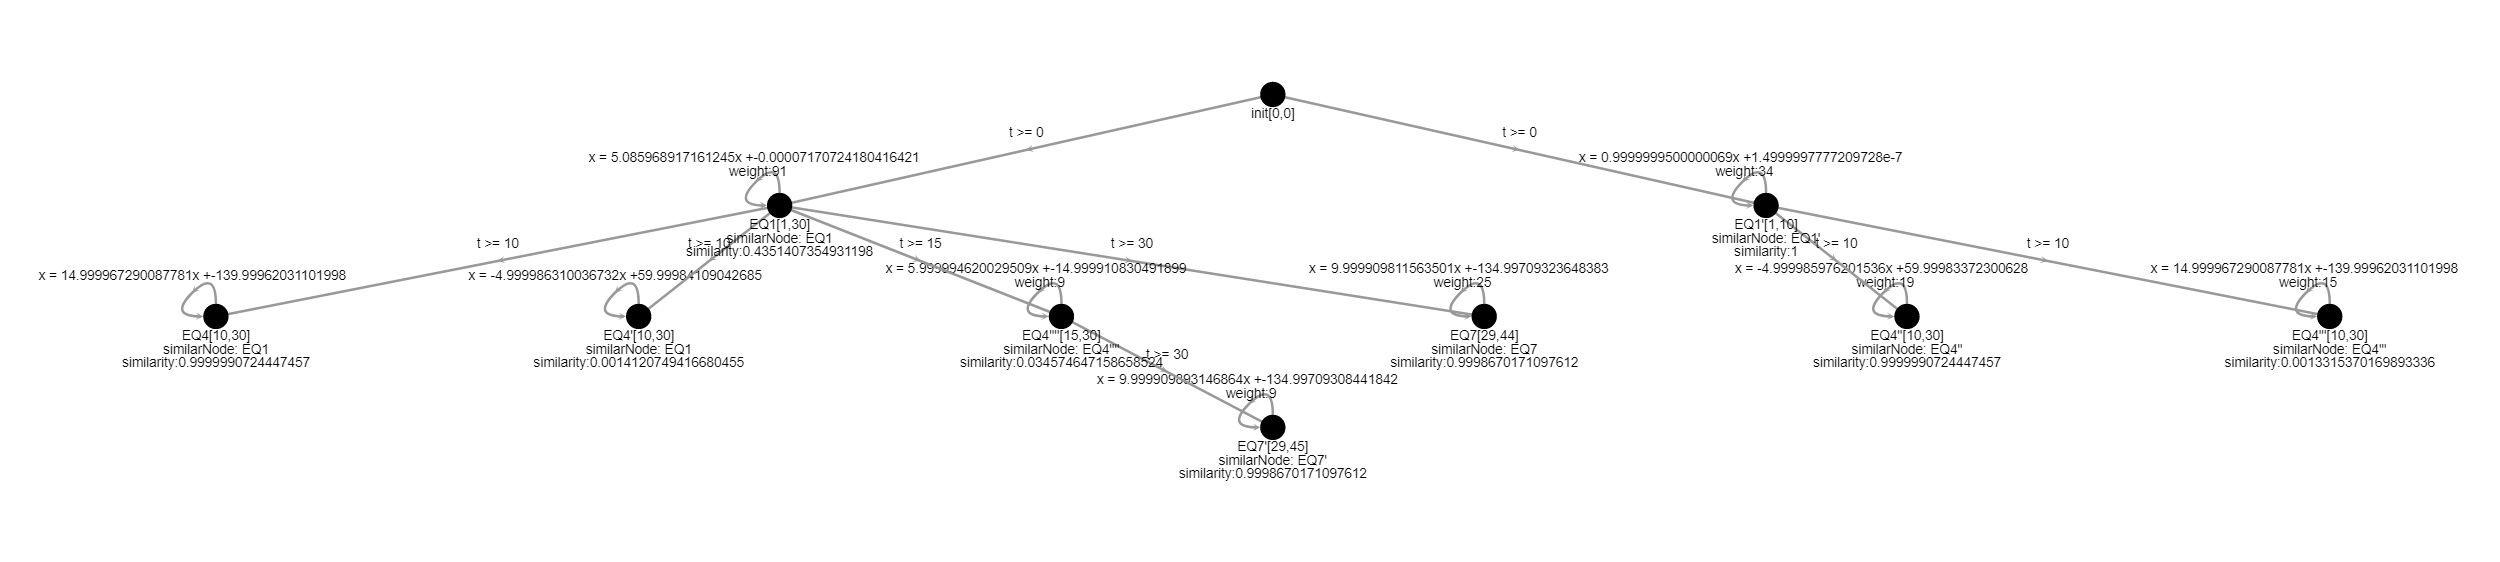 init[0,0]
t >= 0
t >= 0
x = 5.085968917161245x +-0.00007170724180416421
weight:91
x = 0.9999999500000069x +1.4999997777209728e-7
weight:34
EQ1[1,30]
similarNode: EQ1
similarity:0.4351407354931198
EQ1'[1,10]
similarNode: EQ1'
similarity:1
t >= 10
t >= 10
t >= 15
t >= 30
t >= 10
t >= 10
x = 14.999967290087781x +-139.99962031101998
x = -4.999986310036732x +59.99984109042685
x = 5.999994620029509x +-14.999910830491899
weight:9
x = 9.999909811563501x +-134.99709323648383
weight:25
x = -4.999985976201536x +59.99983372300628
weight:19
x = 14.999967290087781x +-139.99962031101998
weight:15
EQ4[10,30]
similarNode: EQ1
similarity:0.9999990724447457
EQ4'[10,30]
similarNode: EQ1
similarity:0.0014120749416680455
EQ4''''[15,30]
similarNode: EQ4''''
similarity:0.034574647158658524
EQ7[29,44]
similarNode: EQ7
similarity:0.9998670171097612
EQ4''[10,30]
similarNode: EQ4''
similarity:0.9999990724447457
EQ4'''[10,30]
similarNode: EQ4'''
similarity:0.0013315370169893336
t >= 30
x = 9.999909893146864x +-134.99709308441842
weight:9
EQ7'[29,45]
similarNode: EQ7'
similarity:0.9998670171097612